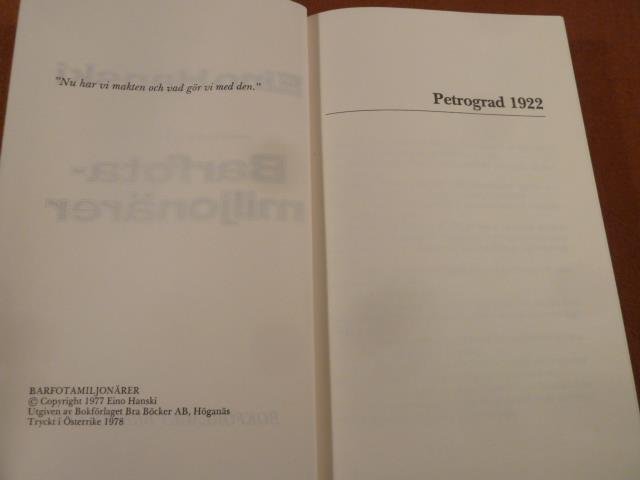 "Nu har vi makten och vad gör vi med den."
BARFOTAMILJONÄRER
© Copyright 1977 Eino Hanski
Utgiven av Bokförlaget Bra Böcker AB, Höganäs
Tryckt i Österrike 1978
Petrograd 1922